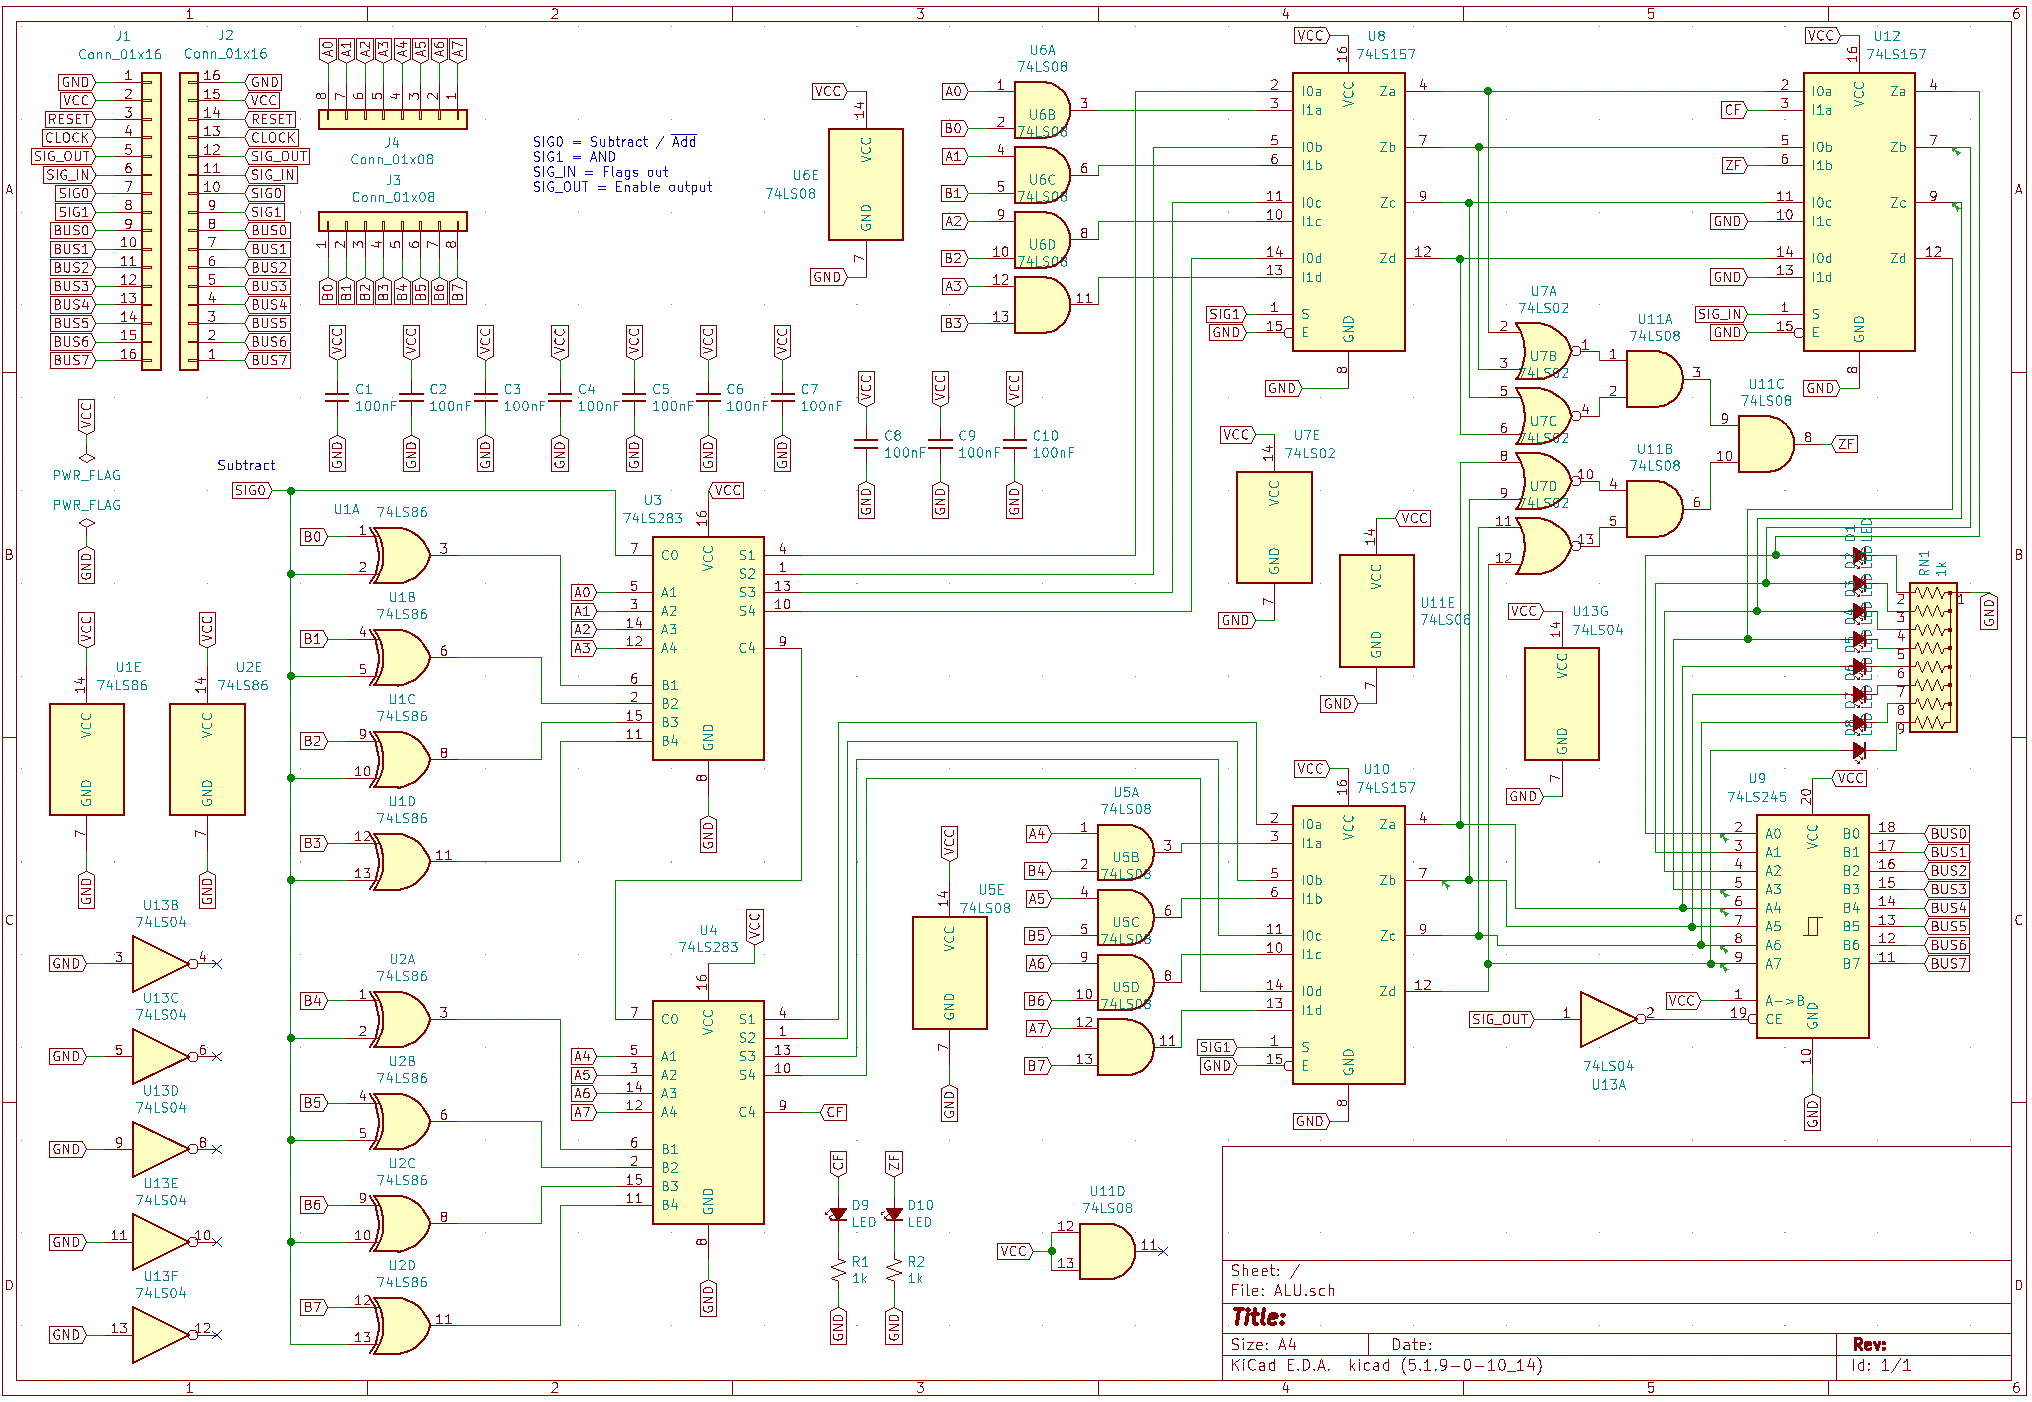 1 2 3 4 5 6
A
B
C
D
J1
Conn_01x16
GND 1
VCC 2
RESET 3
CLOCK 4
SIG_OUT 5
SIG_IN 6
SIG0 7
SIG1 8
BUS0 9
BUS1 10
BUS2 11
BUS3 12
BUS4 13
BUS5 14
BUS6 15
BUS7 16
J2
Conn_01x16
16 GND
15 VCC
14 RESET
13 CLOCK
12 SIG_OUT
11 SIG_IN
10 SIG0
9 SIG1
8 BUS0
7 BUS1
6 BUS2
5 BUS3
4 BUS4
3 BUS5
2 BUS6
1 BUS7
A0 A1 A2 A3 A4 A5 A6 A7
8 7 6 5 4 3 2 1
J4
Conn_01x08
J3
Conn_01x08
1 2 3 4 5 6 7 8
B0 B1 B2 B3 B4 B5 B6 B7
SIG0 = Subtract / Add
SIG1 = AND
SIG_IN = Flags out
SIG_OUT = Enable output
VCC VCC VCC VCC VCC VCC VCC
C1 C2 C3 C4 C5 C6 C7
100nF 100nF 100nF 100nF 100nF 100nF 100nF
GND GND GND GND GND GND GND
VCC VCC VCC
C8 C9 C10
100nF 100nF 100nF
GND GND GND
VCC
PWR_FLAG
PWR_FLAG
GND
VCC
14
U6E
74LS08
VCC
GND
7
GND
U6A
74LS08
A0 1
B0 2
3
U6B
74LS08
A1 4
B1 5
6
U6C
74LS08
A2 9
B2 10
8
U6D
74LS08
A3 12
B3 13
11
VCC
16
U8
74LS157
VCC
2 I0a Za 4
3 I1a
5 I0b Zb 7
6 I1b
11 I0c Zc 9
10 I1c
14 I0d Zd 12
13 I1d
SIG1 1 S
GND 15 E
GND
8
GND
VCC
16
U12
74LS157
VCC
2 I0a Za 4
CF 3 I1a
5 I0b Zb 7
ZF 6 I1b
11 I0c Zc 9
GND 10 I1c
14 I0d Zd 12
GND 13 I1d
SIG_IN 1 S
GND 15 E
GND
8
GND
U7A
74LS02
2
3
1
U7B
74LS02
5
6
4
U7C
74LS02
8
9
10
U7D
74LS02
11
12
13
U11A
74LS08
1
2
3
U11B
74LS08
4
5
6
U11C
74LS08
9
10
8 ZF
VCC
14
U7E
74LS02
VCC
GND
7
GND
VCC
14
U11E
74LS08
VCC
GND
7
GND
VCC
14
U13G
74LS04
VCC
GND
7
GND
Subtract
SIG0
U1A
74LS86
B0 1
2
3
U1B
74LS86
B1 4
5
6
U1C
74LS86
B2 9
10
8
U1D
74LS86
B3 12
13
11
U3
74LS283
VCC
16
VCC
7 C0
A0 5 A1
A1 3 A2
A2 14 A3
A3 12 A4
6 B1
2 B2
15 B3
11 B4
S1 4
S2 1
S3 13
S4 10
C4 9
GND
8
GND
VCC
14
U1E
74LS86
VCC
GND
7
GND
VCC
14
U2E
74LS86
VCC
GND
7
GND
U13B
74LS04
GND 3 4
U13C
74LS04
GND 5 6
U13D
74LS04
GND 9 8
U13E
74LS04
GND 11 10
U13F
74LS04
GND 13 12
U2A
74LS86
B4 1
2
3
U2B
74LS86
B5 4
5
6
U2C
74LS86
B6 9
10
8
U2D
74LS86
B7 12
13
11
U4
74LS283
VCC
16
VCC
7 C0
A4 5 A1
A5 3 A2
A6 14 A3
A7 12 A4
6 B1
2 B2
15 B3
11 B4
S1 4
S2 1
S3 13
S4 10
C4 9 CF
GND
8
GND
VCC
14
U5E
74LS08
VCC
GND
7
GND
U5A
74LS08
A4 1
B4 2
3
U5B
74LS08
A5 4
B5 5
6
U5C
74LS08
A6 9
B6 10
8
U5D
74LS08
A7 12
B7 13
11
VCC
16
U10
74LS157
VCC
2 I0a Za 4
3 I1a
5 I0b Zb 7
6 I1b
11 I0c Zc 9
10 I1c
14 I0d Zd 12
13 I1d
SIG1 1 S
GND 15 E
GND
8
GND
D1 LED
RN1
1k
1
2
3
4
5
6
7
8
9
GND
U9
74LS245
VCC
20
VCC
2 A0 B0 18 BUS0
3 A1 B1 17 BUS1
4 A2 B2 16 BUS2
5 A3 B3 15 BUS3
6 A4 B4 14 BUS4
7 A5 B5 13 BUS5
8 A6 B6 12 BUS6
9 A7 B7 11 BUS7
VCC 1 A->B
19 CE
GND
10
GND
SIG_OUT 1 2
74LS04
U13A
CF ZF
D9 D10
LED LED
R1 R2
1k 1k
GND GND
U11D
74LS08
VCC 12
13
11
Sheet: /
File: ALU.sch
Title:
Size: A4 Date: Rev:
KiCad E.D.A. kicad (5.1.9-0-10_14) Id: 1/1
1 2 3 4 5 6
A
B
C
D